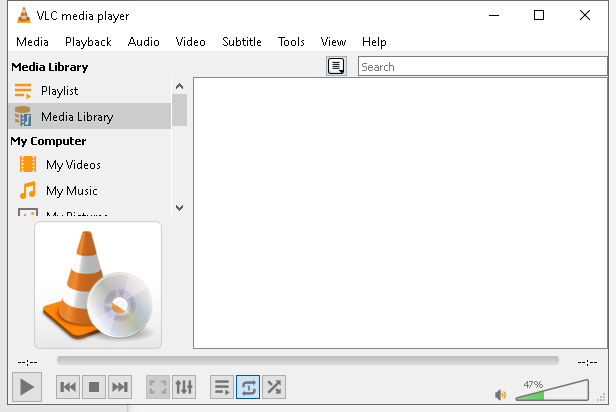 VLC media player
Media Playback Audio Video Subtitle Tools View Help
Media Library
Search
Playlist
Media Library
My Computer
My Videos
My Music
My Pictures
--:-- --:--
47%